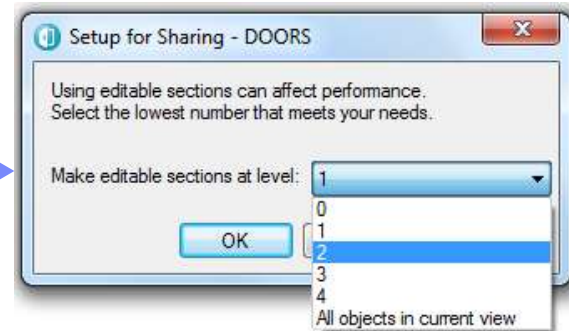 Setup for Sharing - DOORS
Using editable sections can affect performance.
Select the lowest number that meets your needs.
Make editable sections at level: 1
0
1
2
3
4
All objects in current view
OK